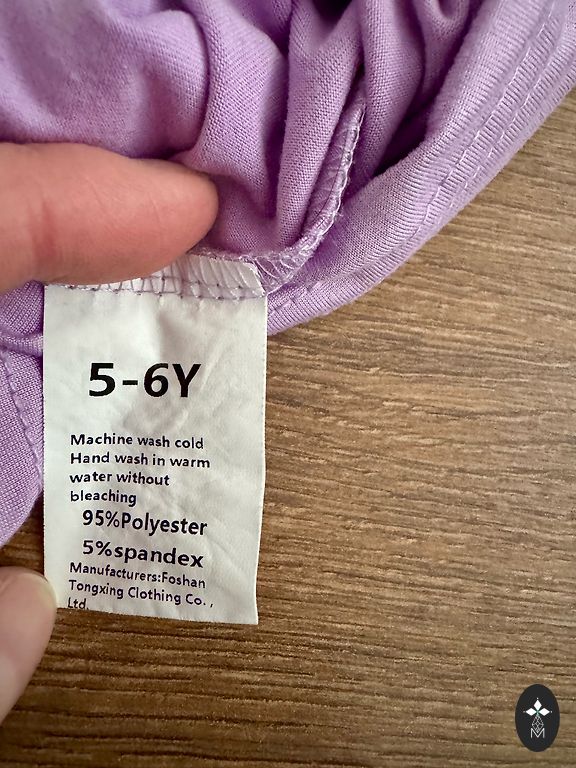 5-6Y
Machine wash cold
Hand wash in warm
water without
bleaching
95%Polyester
5%spandex
Manufacturers:Foshan
Tongxing Clothing Co. ,
Ltd.
M